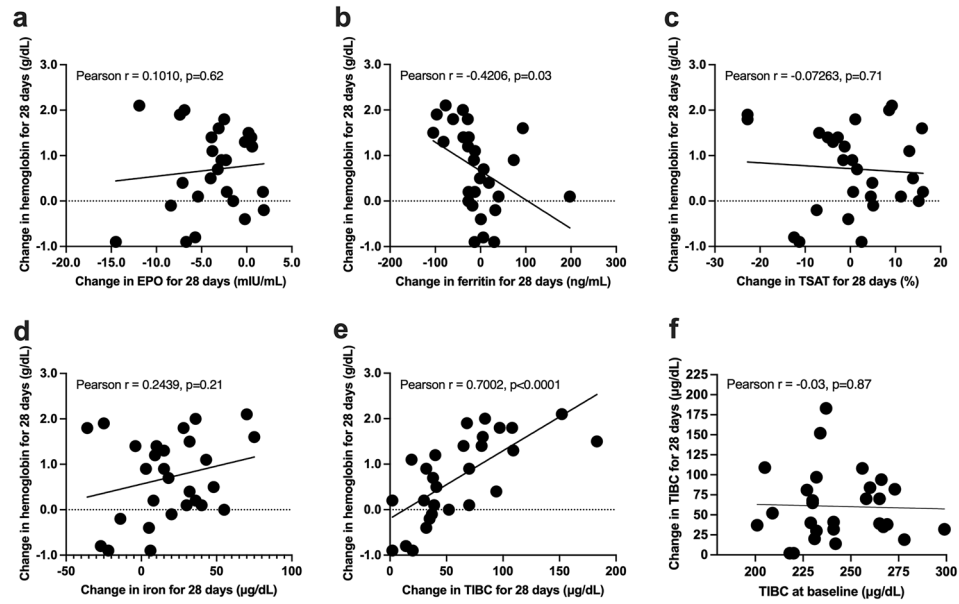 a
Change in hemoglobin for 28 days (g/dL)
Pearson r = 0.1010, p=0.62
3.0
2.0
1.0
0.0
-1.0
-20.0 -15.0 -10.0 -5.0 0.0 5.0
Change in EPO for 28 days (mIU/mL)
b
Change in hemoglobin for 28 days (g/dL)
Pearson r = -0.4206, p=0.03
3.0
2.0
1.0
0.0
-1.0
-200 -100 0 100 200 300
Change in ferritin for 28 days (ng/mL)
c
Change in hemoglobin for 28 days (g/dL)
Pearson r = -0.07263, p=0.71
3.0
2.0
1.0
0.0
-1.0
-30 -20 -10 0 10 20
Change in TSAT for 28 days (%)
d
Change in hemoglobin for 28 days (g/dL)
Pearson r = 0.2439, p=0.21
3.0
2.0
1.0
0.0
-1.0
-50 0 50 100
Change in iron for 28 days (µg/dL)
e
Change in hemoglobin for 28 days (g/dL)
Pearson r = 0.7002, p<0.0001
3.0
2.0
1.0
0.0
-1.0
0 50 100 150 200
Change in TIBC for 28 days (µg/dL)
f
Change in TIBC for 28 days (µg/dL)
Pearson r = -0.03, p=0.87
225
200
175
150
125
100
75
50
25
0
200 225 250 275 300
TIBC at baseline (µg/dL)